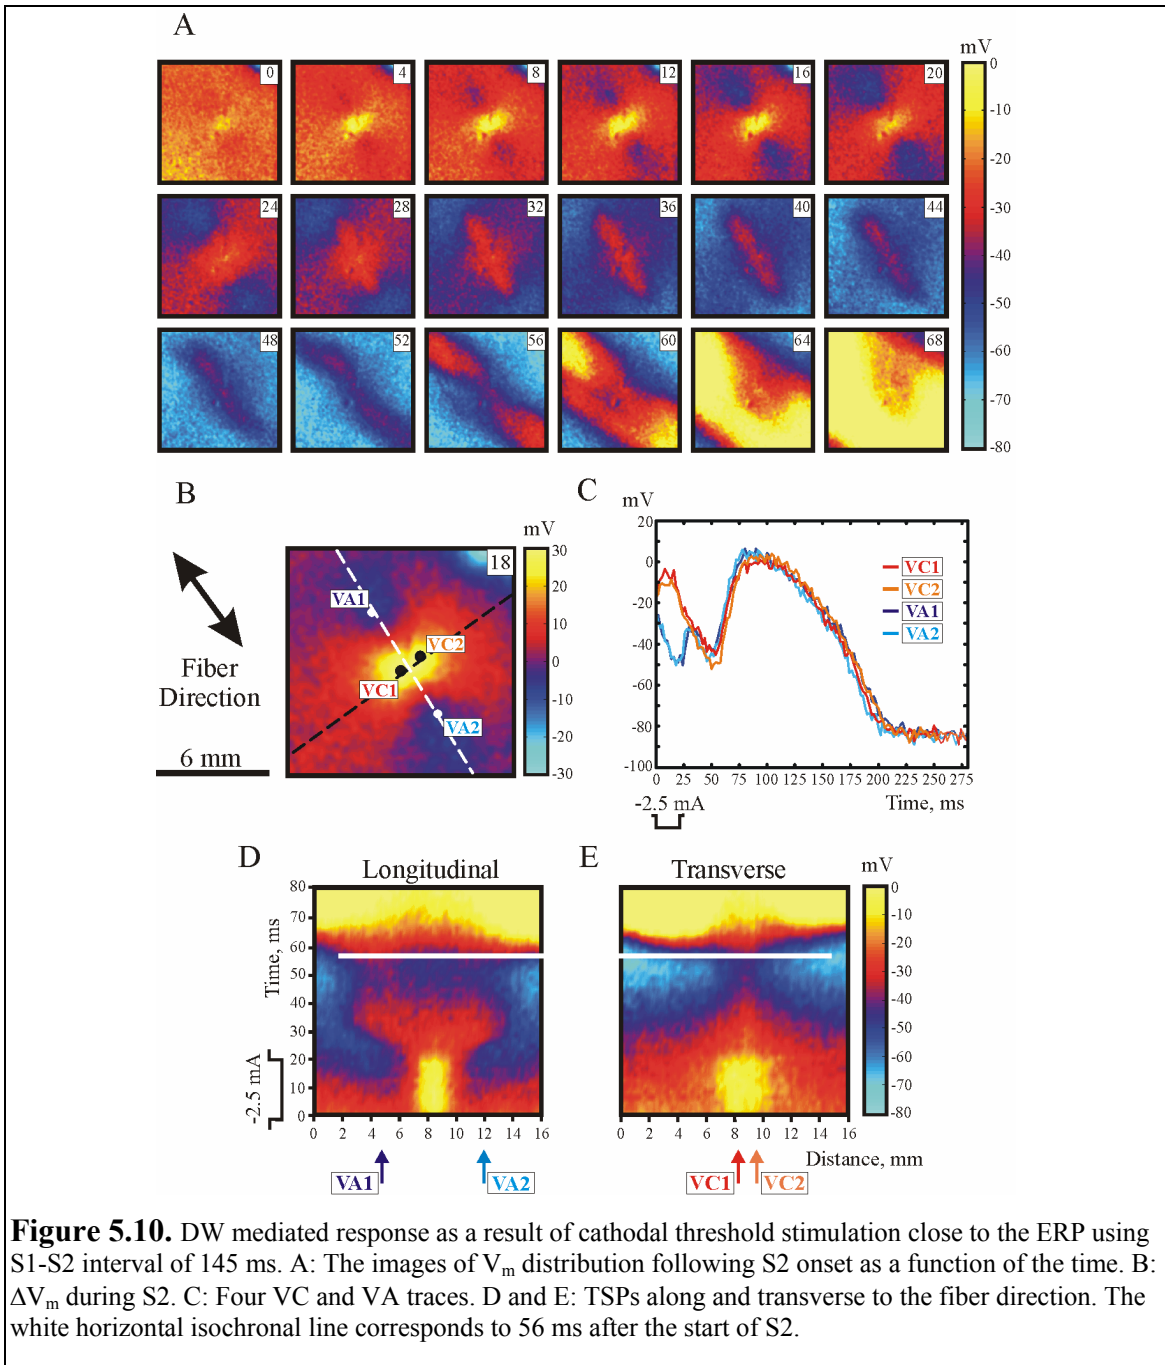 A
mV
0 4 8 12 16 20
24 28 32 36 40 44
48 52 56 60 64 68
0
-10
-20
-30
-40
-50
-60
-70
-80
B
Fiber
Direction
6 mm
18
VA1
VC2
VC1
VA2
mV
30
20
10
0
-10
-20
-30
C
mV
20
0
-20
-40
-60
-80
-100
VC1
VC2
VA1
VA2
0 25 50 75 100 125 150 175 200 225 250 275
-2.5 mA
Time, ms
D
Longitudinal
Time, ms
80
70
60
50
40
30
20
10
0
-2.5 mA
0 2 4 6 8 10 12 14 16
VA1
VA2
E
Transverse
0 2 4 6 8 10 12 14 16
Distance, mm
VC1
VC2
mV
0
-10
-20
-30
-40
-50
-60
-70
-80
Figure 5.10. DW mediated response as a result of cathodal threshold stimulation close to the ERP using
S1-S2 interval of 145 ms. A: The images of Vm distribution following S2 onset as a function of the time. B:
ΔVm during S2. C: Four VC and VA traces. D and E: TSPs along and transverse to the fiber direction. The
white horizontal isochronal line corresponds to 56 ms after the start of S2.